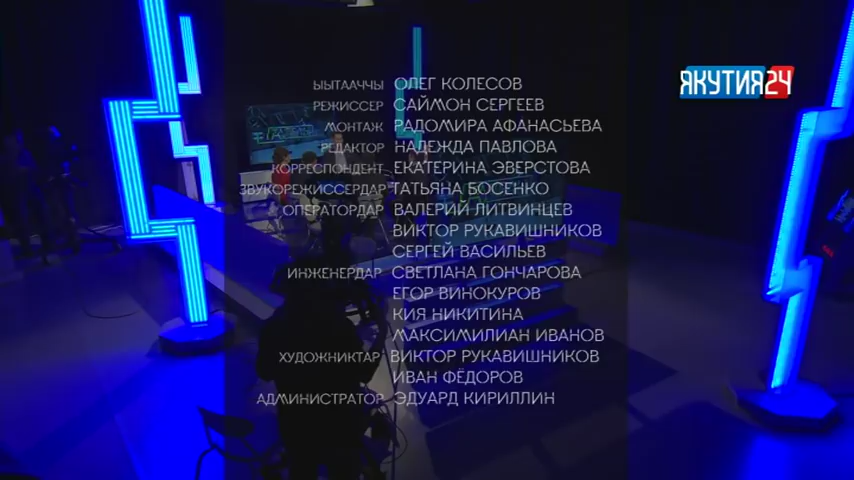 ЯКУТИЯ24
ЫЫТААЧЧЫ ОЛЕГ КОЛЕСОВ
РЕЖИССЕР САЙМОН СЕРГЕЕВ
МОНТАЖ РАДОМИРА АФАНАСЬЕВА
РЕДАКТОР НАДЕЖДА ПАВЛОВА
КОРРЕСПОНДЕНТ ЕКАТЕРИНА ЭВЕРСТОВА
ЗВУКОРЕЖИССЕРДАР ТАТЬЯНА БОСЕНКО
ОПЕРАТОРДАР ВАЛЕРИЙ ЛИТВИНЦЕВ
ВИКТОР РУКАВИШНИКОВ
СЕРГЕЙ ВАСИЛЬЕВ
ИНЖЕНЕРДАР СВЕТЛАНА ГОНЧАРОВА
ЕГОР ВИНОКУРОВ
КИЯ НИКИТИНА
МАКСИМИЛИАН ИВАНОВ
ХУДОЖНИКТАР ВИКТОР РУКАВИШНИКОВ
ИВАН ФЁДОРОВ
АДМИНИСТРАТОР ЭДУАРД КИРИЛЛИН